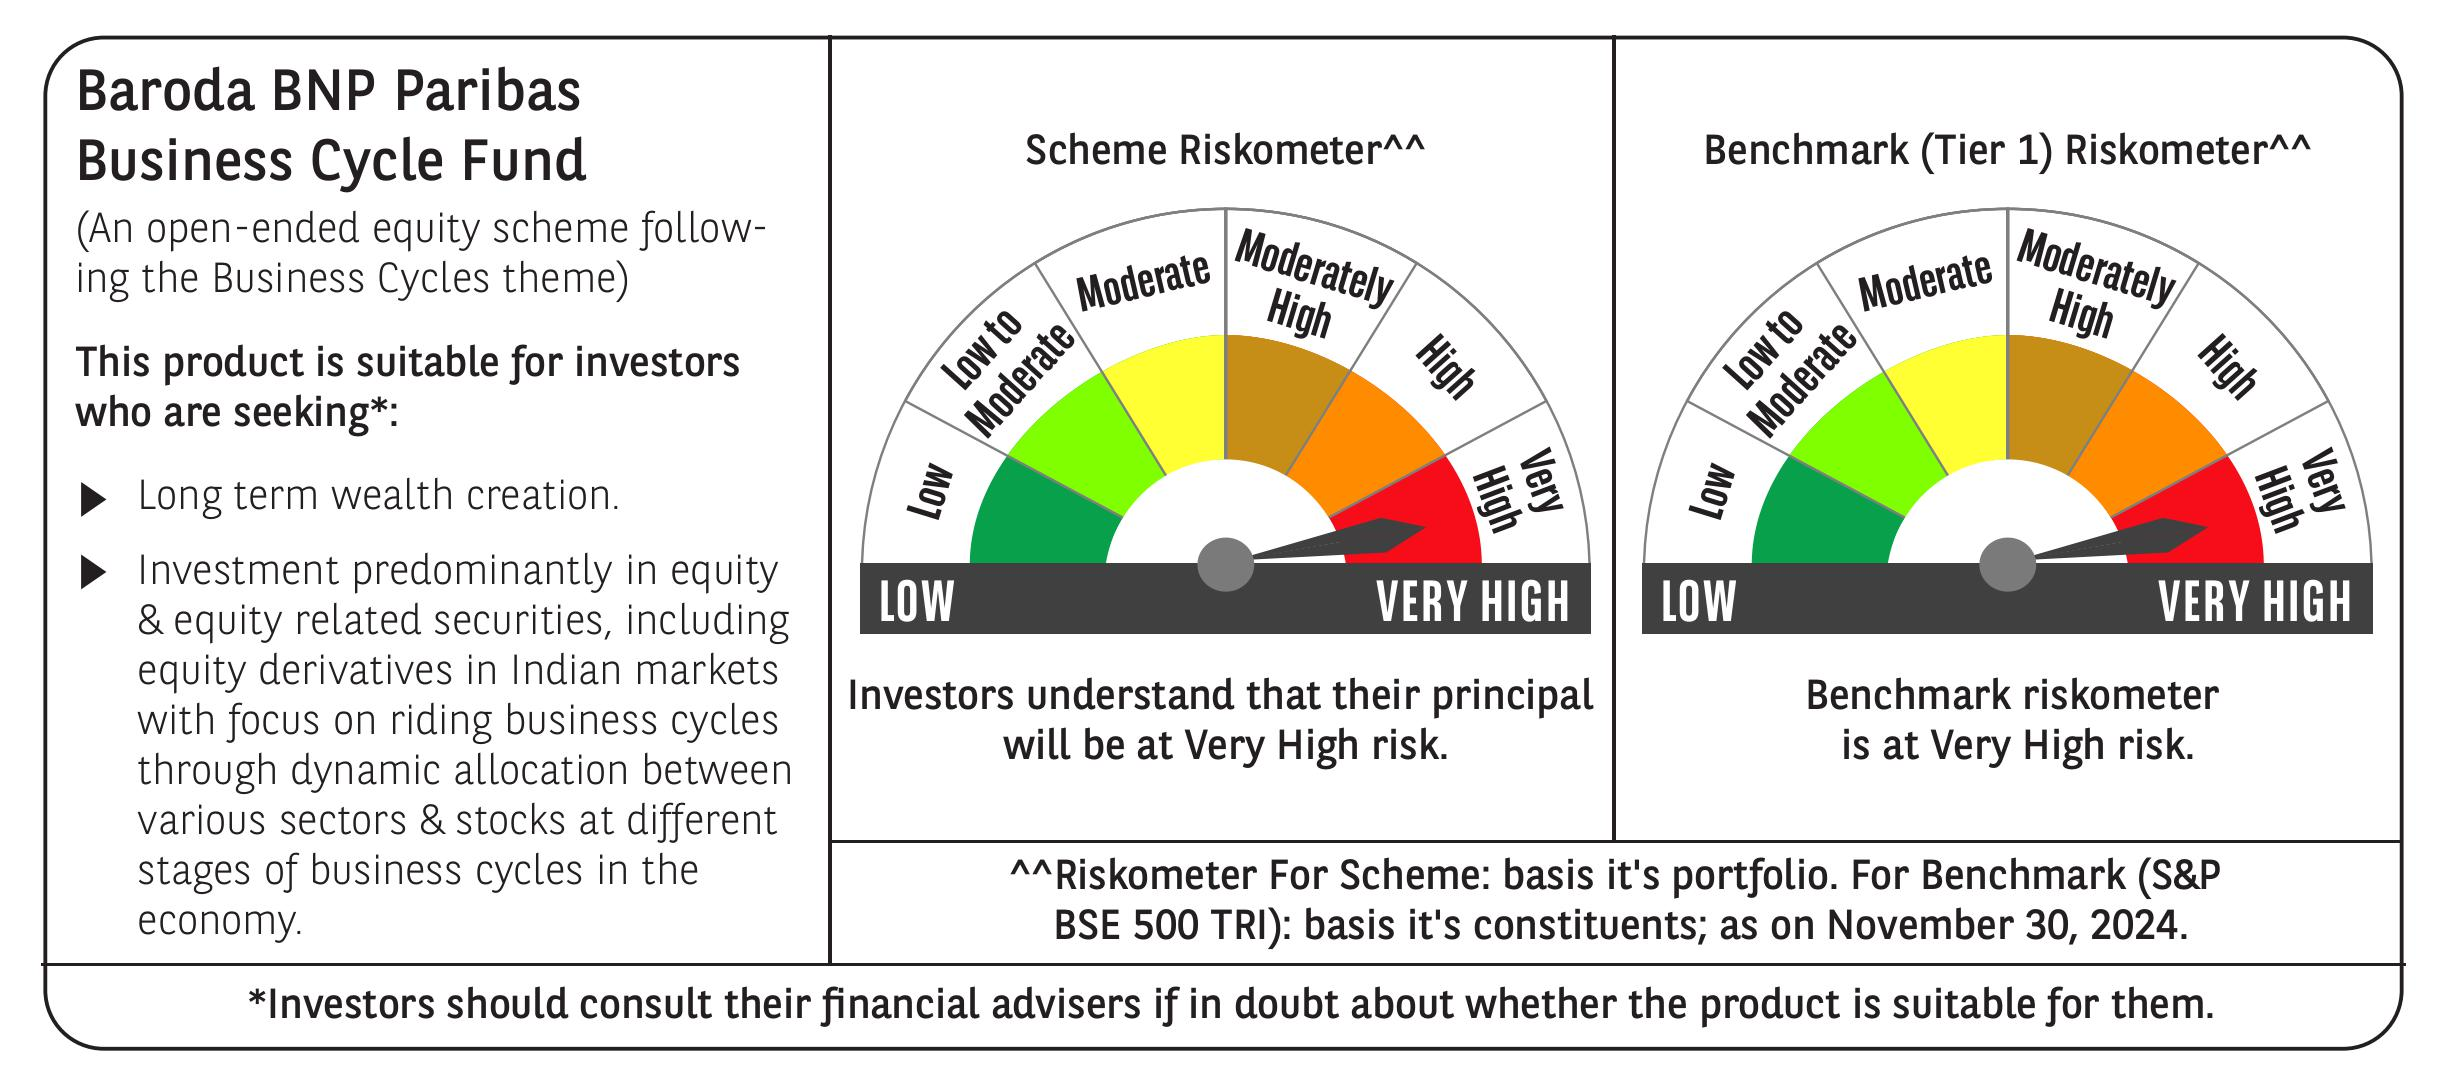 Baroda BNP Paribas
Business Cycle Fund
(An open-ended equity scheme follow-
ing the Business Cycles theme)
This product is suitable for investors
who are seeking*:
Long term wealth creation.
Investment predominantly in equity
& equity related securities, including
equity derivatives in Indian markets
with focus on riding business cycles
through dynamic allocation between
various sectors & stocks at different
stages of business cycles in the
economy.
Scheme Riskometer^^
Low
Low to
Moderate
Moderate
Moderately
High
High
Very
High
LOW
VERY HIGH
Investors understand that their principal
will be at Very High risk.
Benchmark (Tier 1) Riskometer^^
Low
Low to
Moderate
Moderate
Moderately
High
High
Very
High
LOW
VERY HIGH
Benchmark riskometer
is at Very High risk.
^^Riskometer For Scheme: basis it's portfolio. For Benchmark (S&P
BSE 500 TRI): basis it's constituents; as on November 30, 2024.
*Investors should consult their financial advisers if in doubt about whether the product is suitable for them.